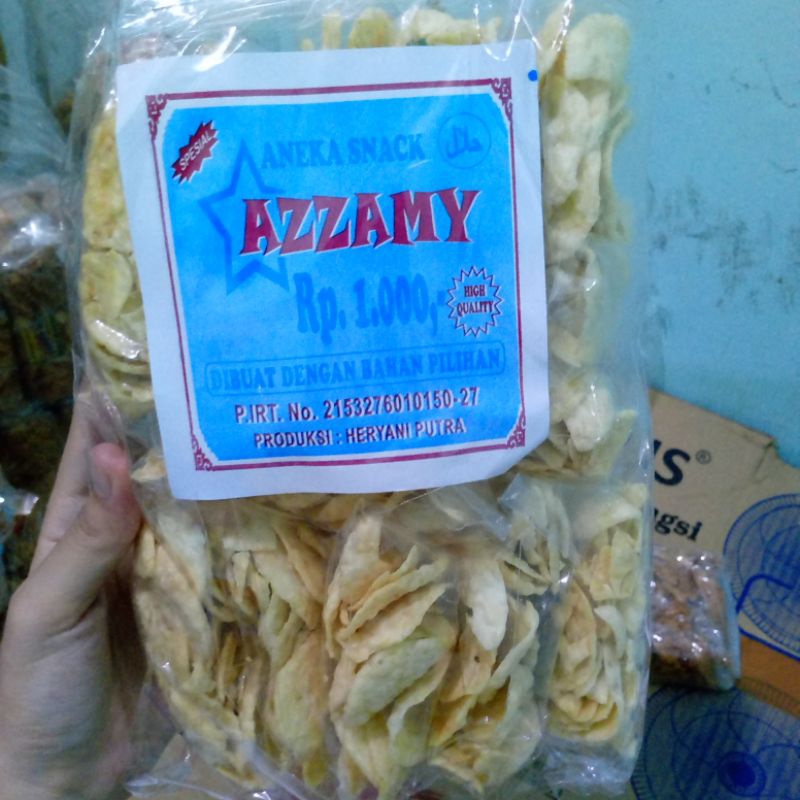 SPESIAL
ANEKA SNACK
حلال
AZZAMY
Rp. 1.000,-
HIGH
QUALITY
DIBUAT DENGAN BAHAN PILIHAN
P.IRT. No. 2153276010150-27
PRODUKSI : HERYANI PUTRA